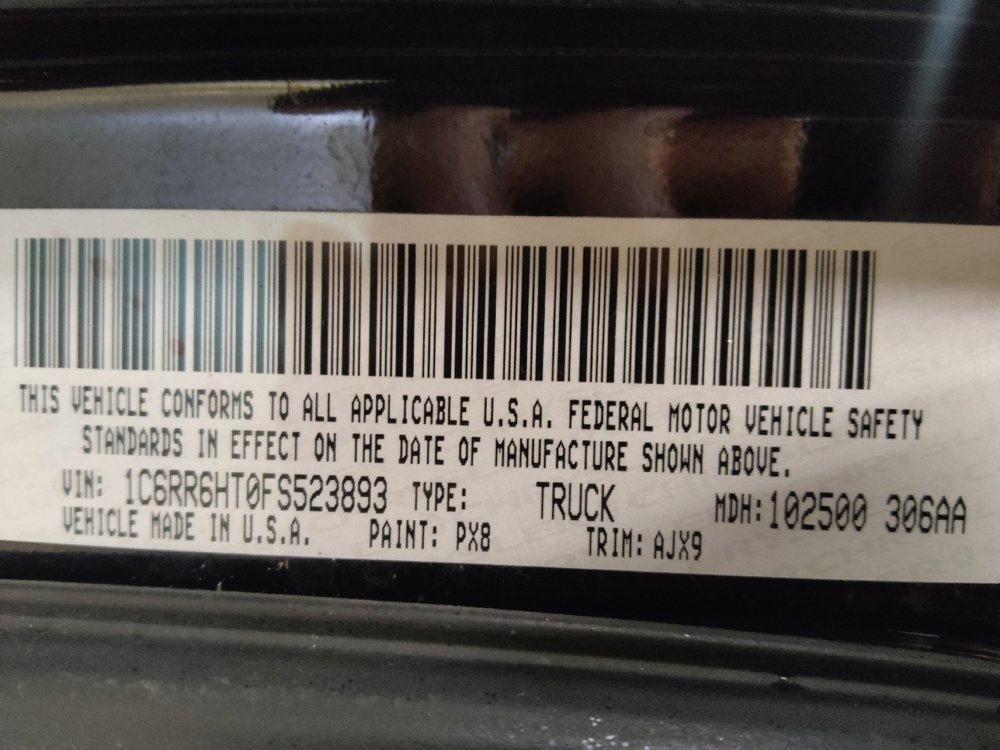 THIS VEHICLE CONFORMS TO ALL APPLICABLE U.S.A. FEDERAL MOTOR VEHICLE SAFETY
STANDARDS IN EFFECT ON THE DATE OF MANUFACTURE SHOWN ABOVE.
VIN: 1C6RR6HT0FS523893 TYPE: TRUCK MDH: 102500 306AA
VEHICLE MADE IN U.S.A. PAINT: PX8 TRIM: AJX9